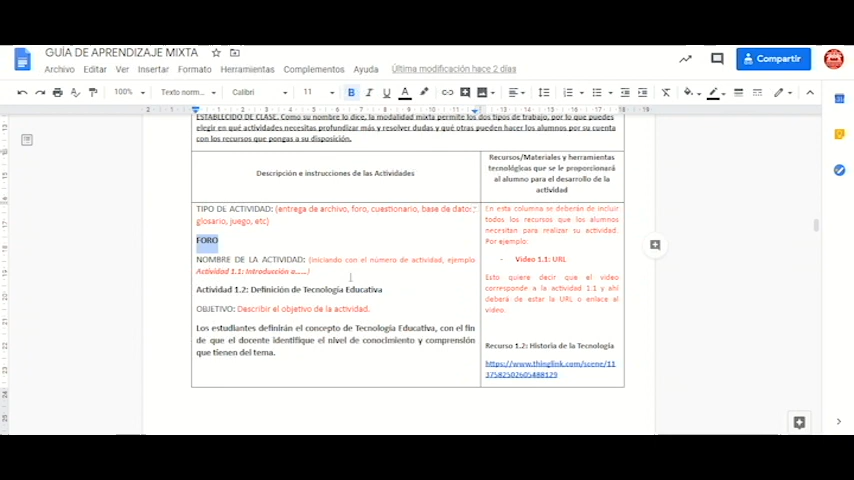 GUÍA DE APRENDIZAJE MIXTA
Archivo Editar Ver Insertar Formato Herramientas Complementos Ayuda Última modificación hace 2 días
Compartir
100% Texto norm... Calibri 11
ESTABLECIDO DE CLASE. Como su nombre lo dice, la modalidad mixta permite los dos tipos de trabajo, por lo que puedes
elegir en qué actividades necesitas profundizar más y resolver dudas y qué otras pueden hacer los alumnos por su cuenta
con los recursos que pongas a su disposición.
Descripción e instrucciones de las Actividades
Recursos/Materiales y herramientas
tecnológicas que se le proporcionará
al alumno para el desarrollo de la
actividad
TIPO DE ACTIVIDAD: (entrega de archivo, foro, cuestionario, base de datos,
glosario, juego, etc)
FORO
NOMBRE DE LA ACTIVIDAD: (Iniciando con el número de actividad, ejemplo
Actividad 1.1: Introducción a.....)
Actividad 1.2: Definición de Tecnología Educativa
OBJETIVO: Describir el objetivo de la actividad.
Los estudiantes definirán el concepto de Tecnología Educativa, con el fin
de que el docente identifique el nivel de conocimiento y comprensión
que tienen del tema.
En esta columna se deberán de incluir
todos los recursos que los alumnos
necesitan para realizar su actividad.
Por ejemplo:
- Video 1.1: URL
Esto quiere decir que el video
corresponde a la actividad 1.1 y ahí
deberá de estar la URL o enlace al
video.
Recurso 1.2: Historia de la Tecnología
https://www.thinglink.com/scene/11
37582502605488129